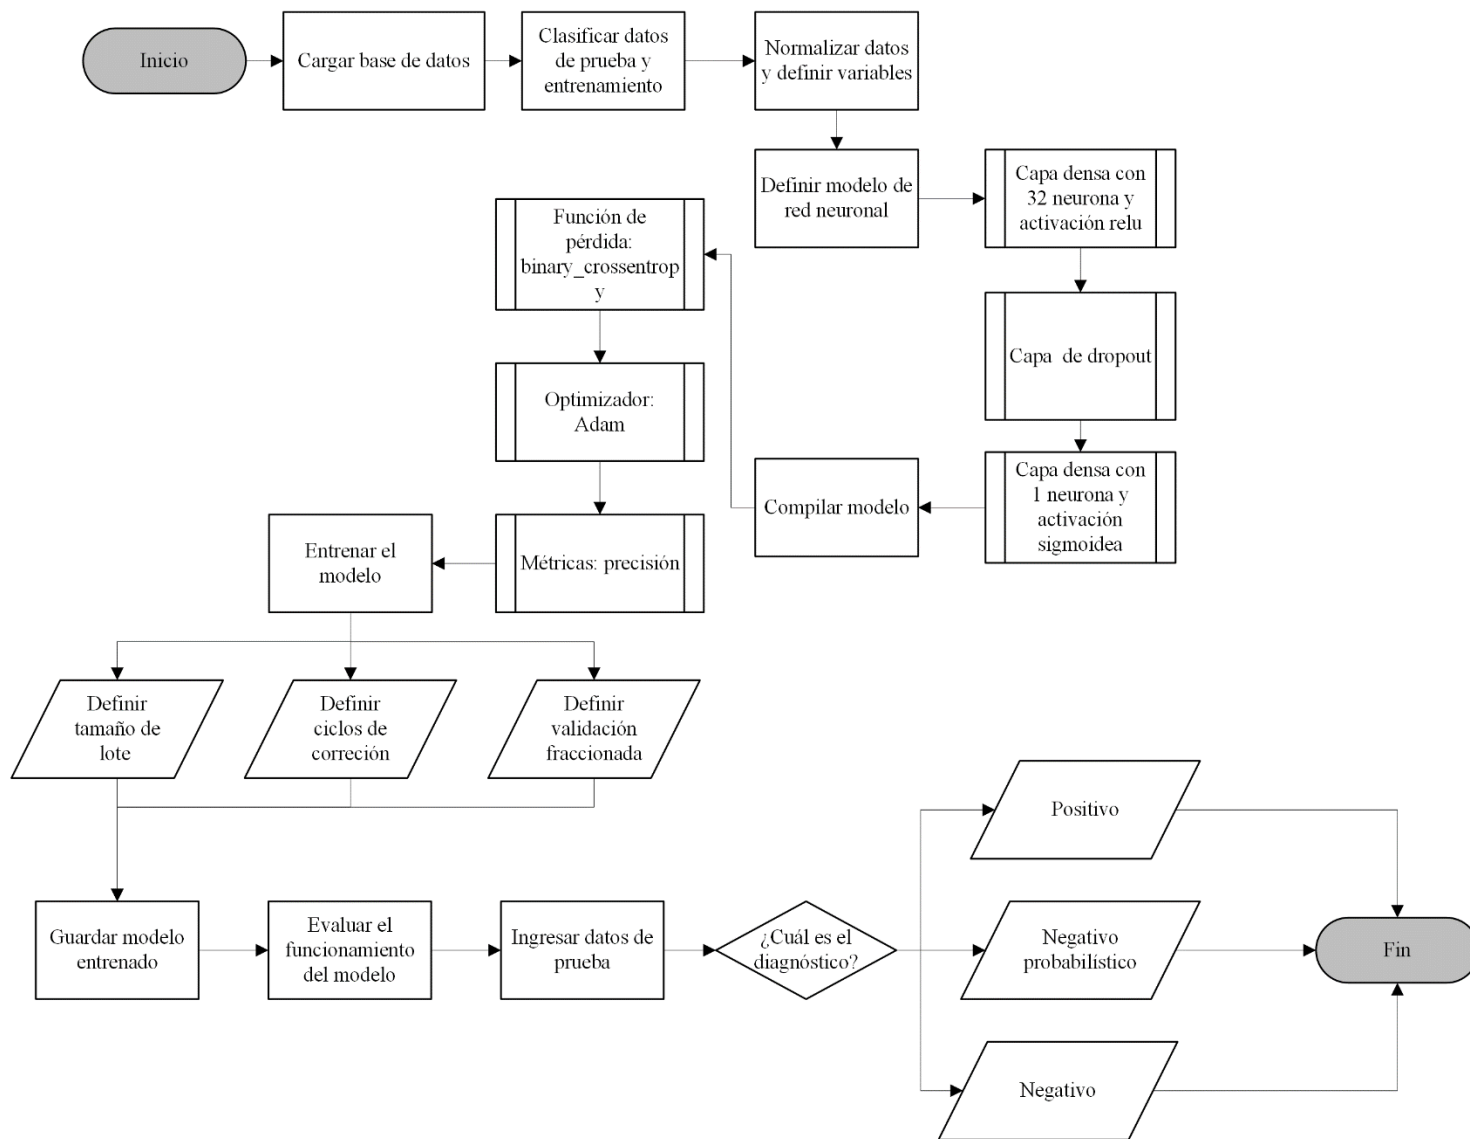 Inicio
Cargar base de datos
Clasificar datos
de prueba y
entrenamiento
Normalizar datos
y definir variables
Definir modelo de
red neuronal
Capa densa con
32 neurona y
activación relu
Capa de dropout
Capa densa con
1 neurona y
activación
sigmoidea
Compilar modelo
Función de
pérdida:
binary_crossentrop
y
Optimizador:
Adam
Métricas: precisión
Entrenar el
modelo
Definir
tamaño de
lote
Definir
ciclos de
correción
Definir
validación
fraccionada
Guardar modelo
entrenado
Evaluar el
funcionamiento
del modelo
Ingresar datos de
prueba
¿Cuál es el
diagnóstico?
Positivo
Negativo
probabilístico
Negativo
Fin